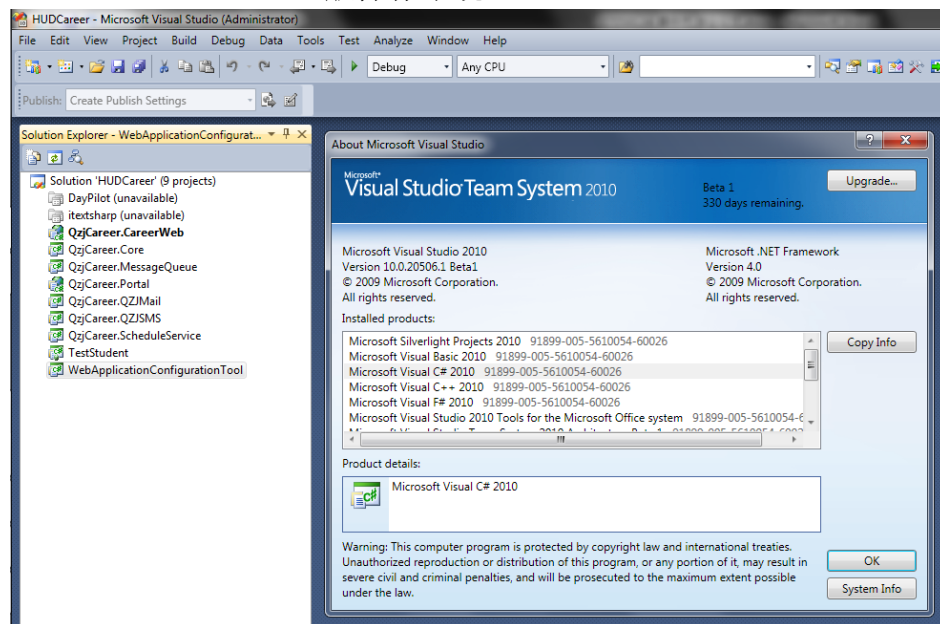 HUDCareer - Microsoft Visual Studio (Administrator)
File Edit View Project Build Debug Data Tools Test Analyze Window Help
Debug Any CPU
Publish: Create Publish Settings
Solution Explorer - WebApplicationConfigurat...
Solution 'HUDCareer' (9 projects)
DayPilot (unavailable)
itextsharp (unavailable)
QzjCareer.CareerWeb
QzjCareer.Core
QzjCareer.MessageQueue
QzjCareer.Portal
QzjCareer.QZJMail
QzjCareer.QZJSMS
QzjCareer.ScheduleService
TestStudent
WebApplicationConfigurationTool
About Microsoft Visual Studio
Microsoft®
Visual Studio Team System 2010
Beta 1
330 days remaining.
Upgrade...
Microsoft Visual Studio 2010
Version 10.0.20506.1 Beta1
© 2009 Microsoft Corporation.
All rights reserved.
Microsoft .NET Framework
Version 4.0
© 2009 Microsoft Corporation.
All rights reserved.
Installed products:
Microsoft Silverlight Projects 2010 91899-005-5610054-60026
Microsoft Visual Basic 2010 91899-005-5610054-60026
Microsoft Visual C# 2010 91899-005-5610054-60026
Microsoft Visual C++ 2010 91899-005-5610054-60026
Microsoft Visual F# 2010 91899-005-5610054-60026
Microsoft Visual Studio 2010 Tools for the Microsoft Office system 91899-005-5610054-6
Copy Info
Product details:
Microsoft Visual C# 2010
Warning: This computer program is protected by copyright law and international treaties.
Unauthorized reproduction or distribution of this program, or any portion of it, may result in
severe civil and criminal penalties, and will be prosecuted to the maximum extent possible
under the law.
OK
System Info